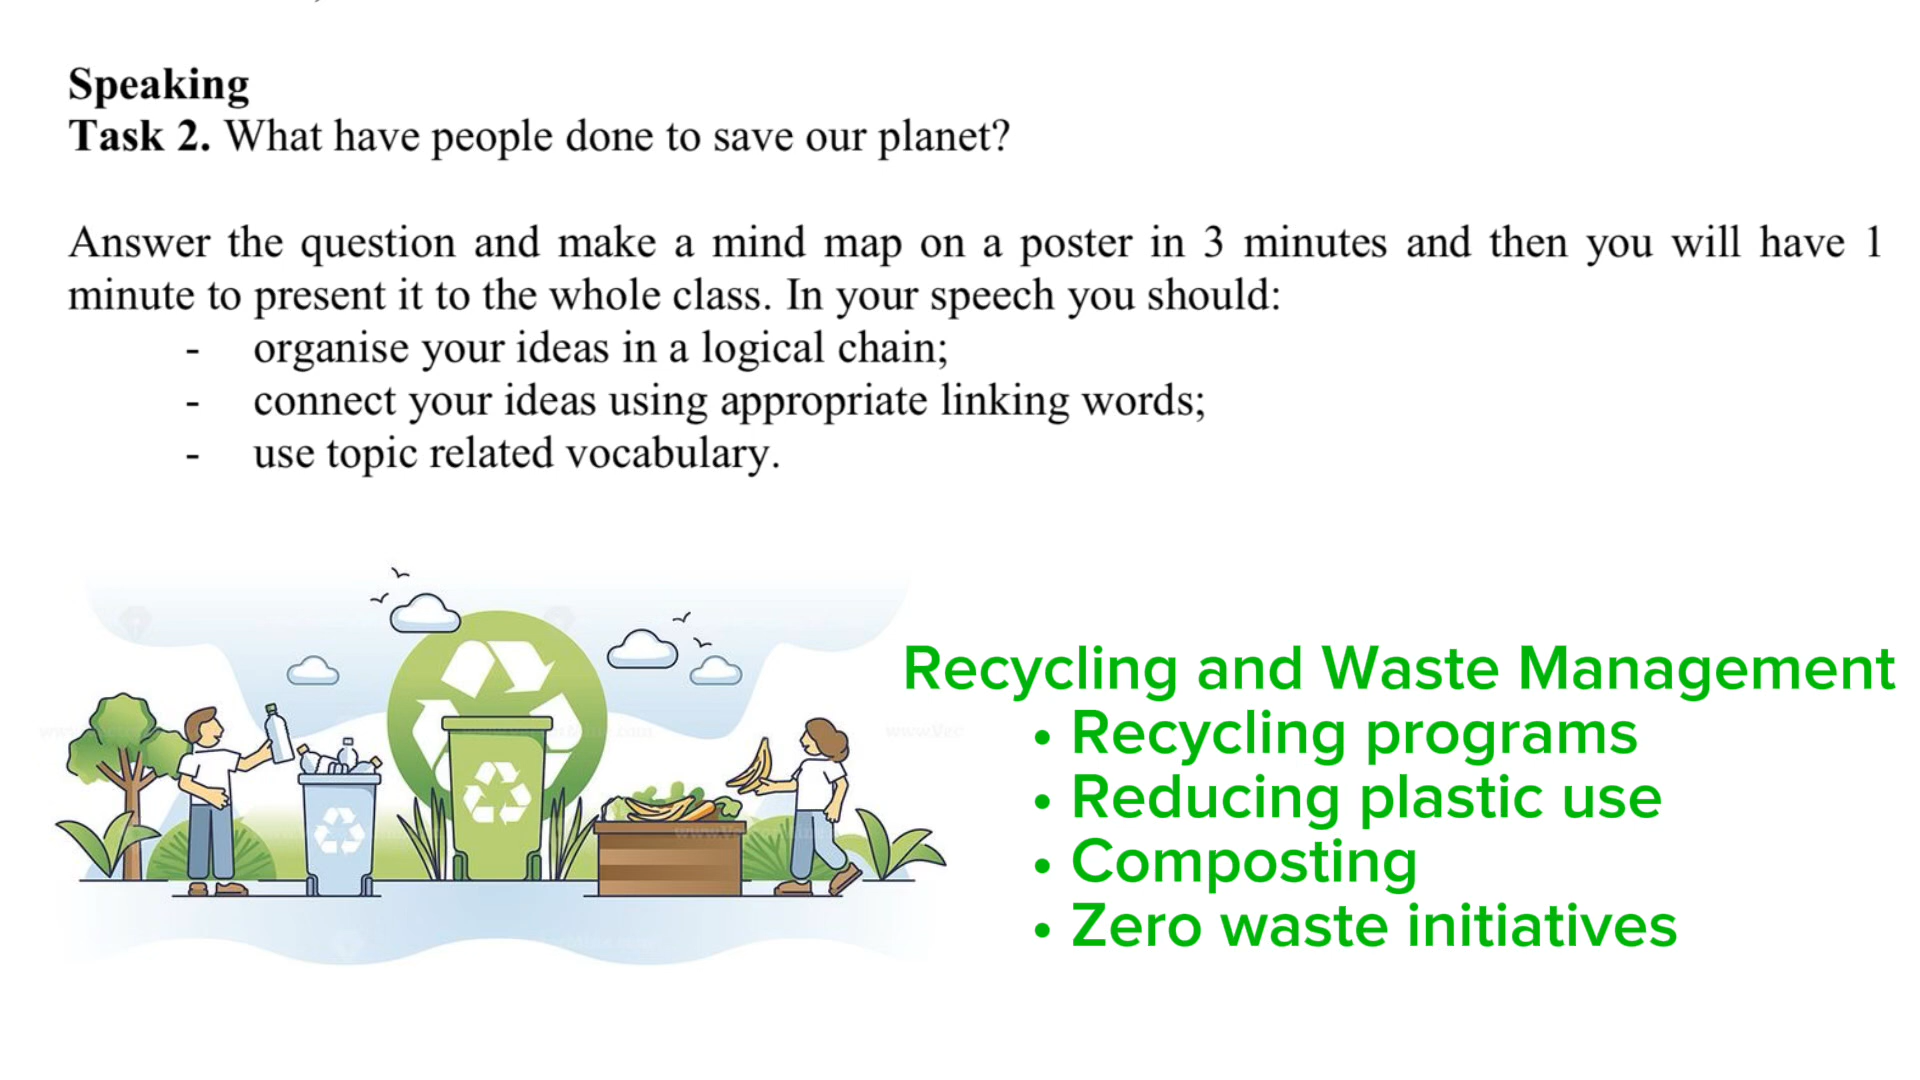 Speaking
Task 2. What have people done to save our planet?
Answer the question and make a mind map on a poster in 3 minutes and then you will have 1
minute to present it to the whole class. In your speech you should:
- organise your ideas in a logical chain;
- connect your ideas using appropriate linking words;
- use topic related vocabulary.
Recycling and Waste Management
• Recycling programs
• Reducing plastic use
• Composting
• Zero waste initiatives